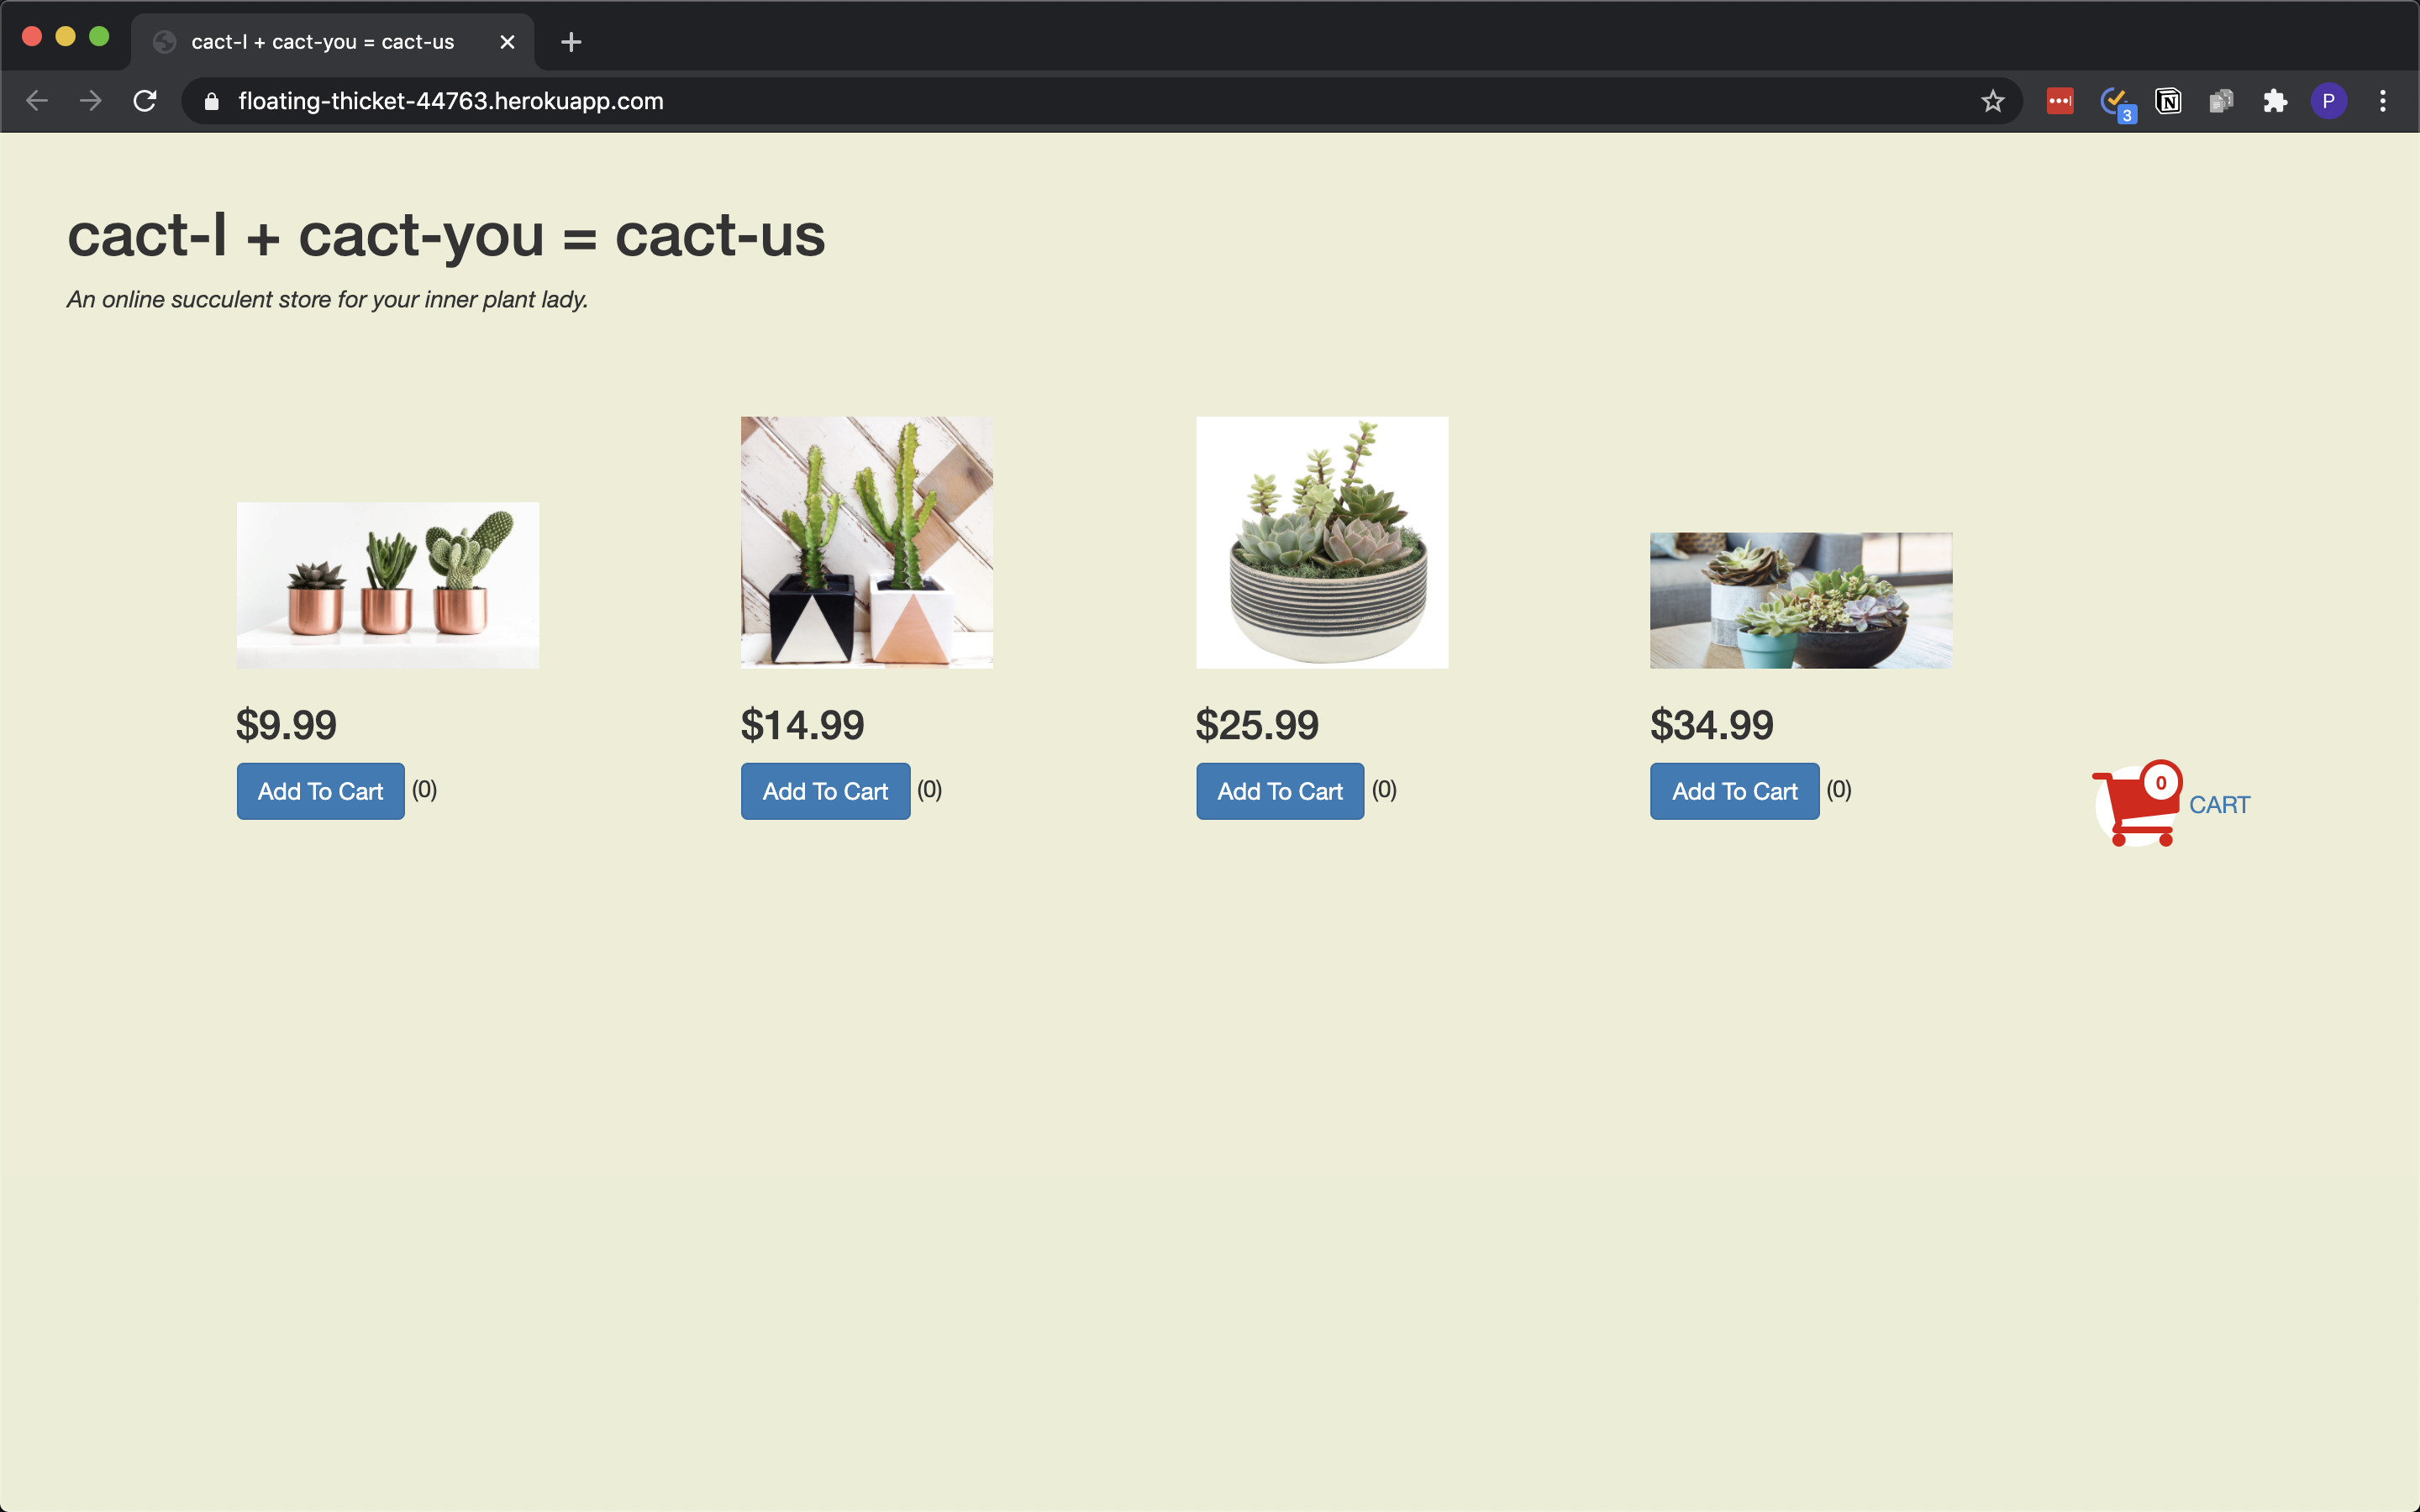 cact-I + cact-you = cact-us
floating-thicket-44763.herokuapp.com
3
N
P
cact-I + cact-you = cact-us
An online succulent store for your inner plant lady.
$9.99
$14.99
$25.99
$34.99
Add To Cart (0)
Add To Cart (0)
Add To Cart (0)
Add To Cart (0)
0
CART